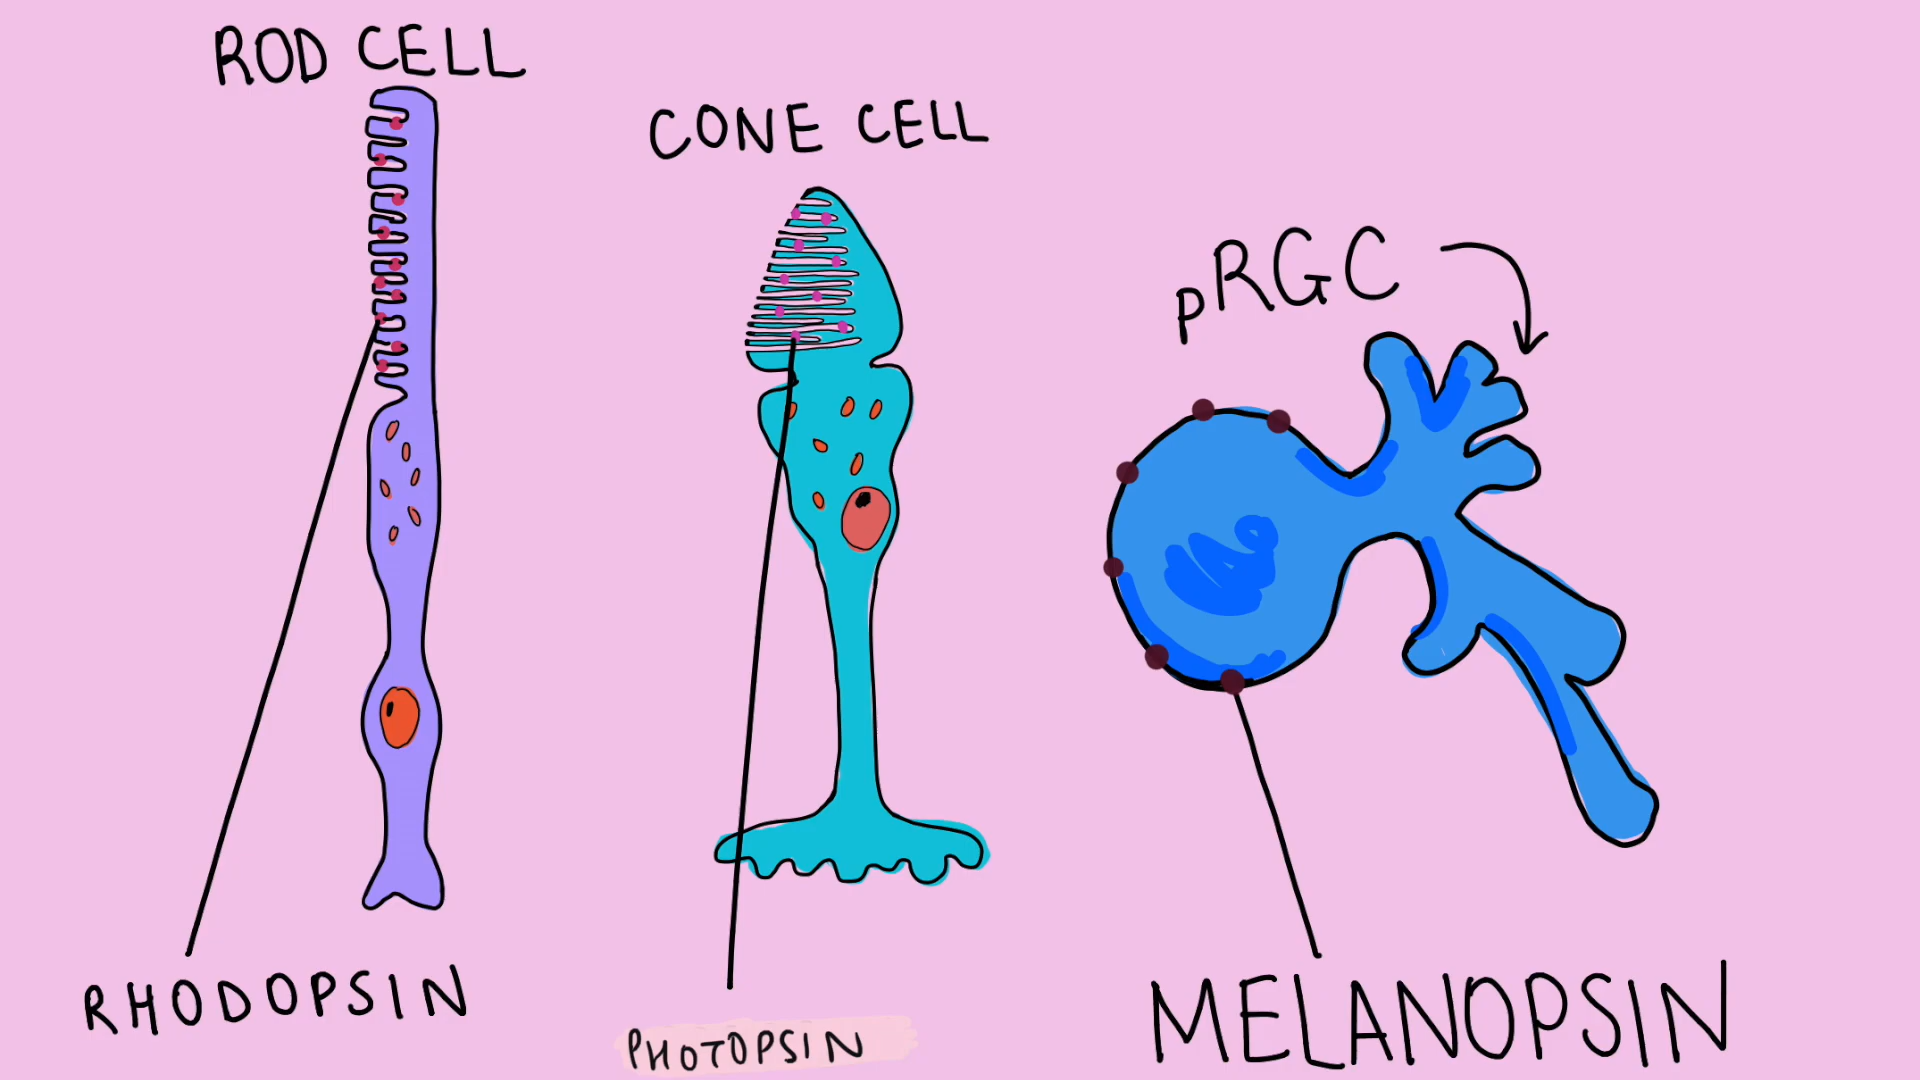 ROD CELL
CONE CELL
pRGC
RHODOPSIN
PHOTOPSIN
MELANOPSIN